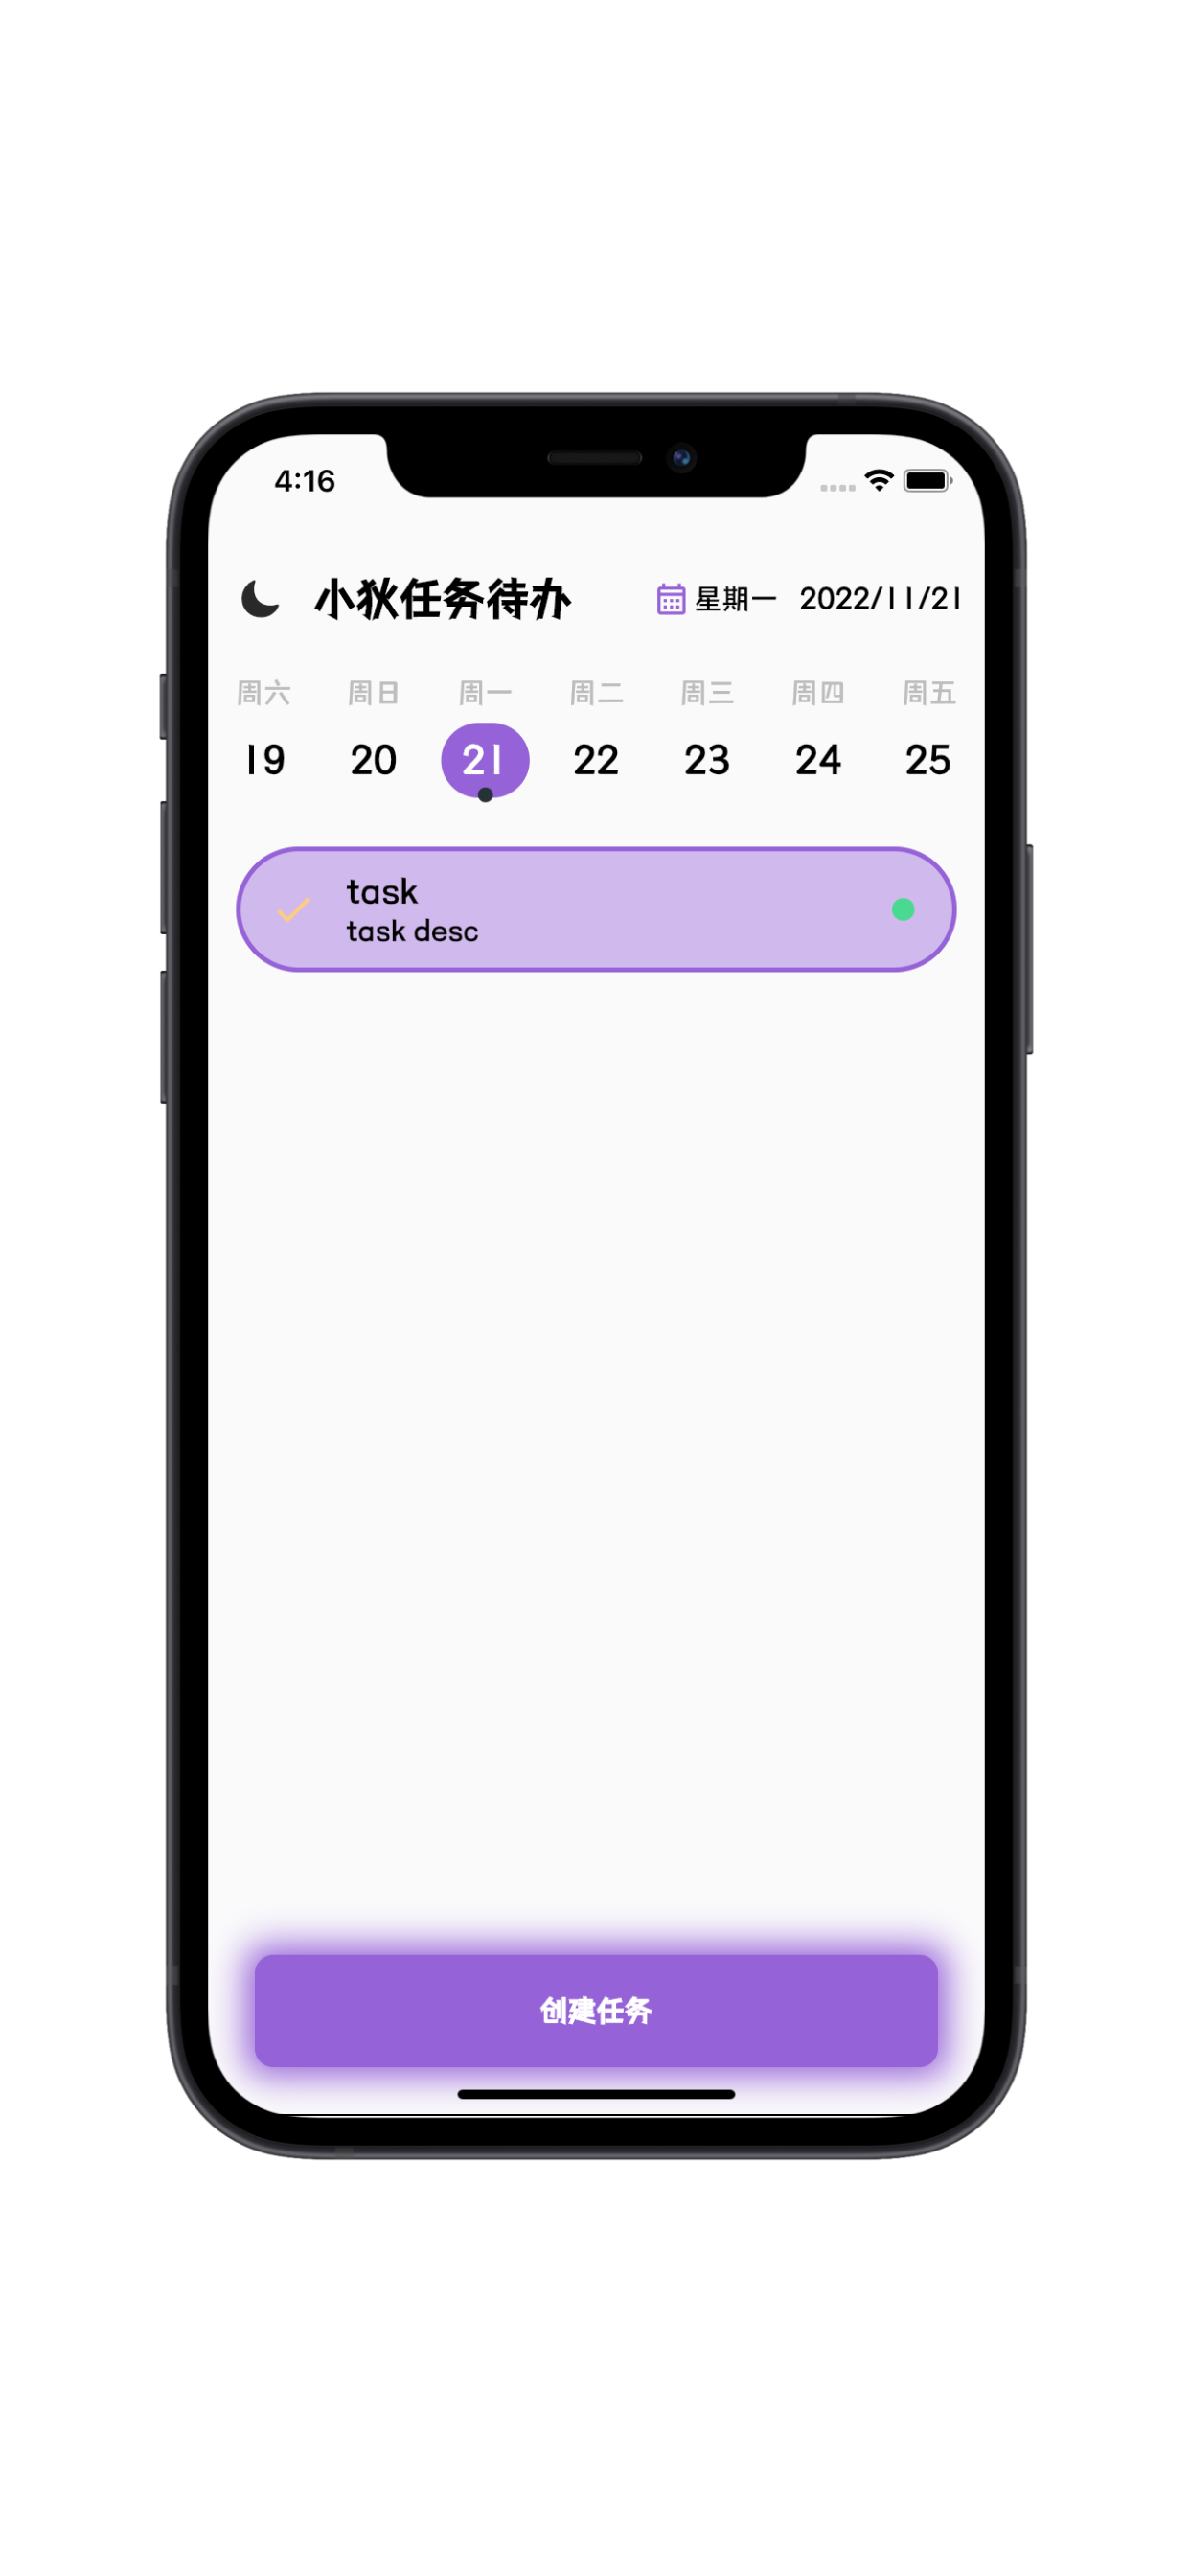 4:16
小狄任务待办 星期一 2022/11/21
周六 周日 周一 周二 周三 周四 周五
19 20 21 22 23 24 25
task
task desc
创建任务